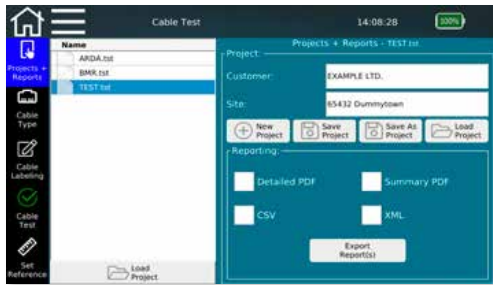 Cable Test
14:08:28
100%
Projects +
Reports
Cable
Type
Cable
Labeling
Cable
Test
Set
Reference
Name
ARDA.tst
BMR.tst
TEST.tst
Load
Project
Projects + Reports - TEST.tst
Project:
Customer:
EXAMPLE LTD.
Site:
65432 Dummytown
New
Project
Save
Project
Save As
Project
Load
Project
Reporting:
Detailed PDF
Summary PDF
CSV
XML
Export
Report(s)